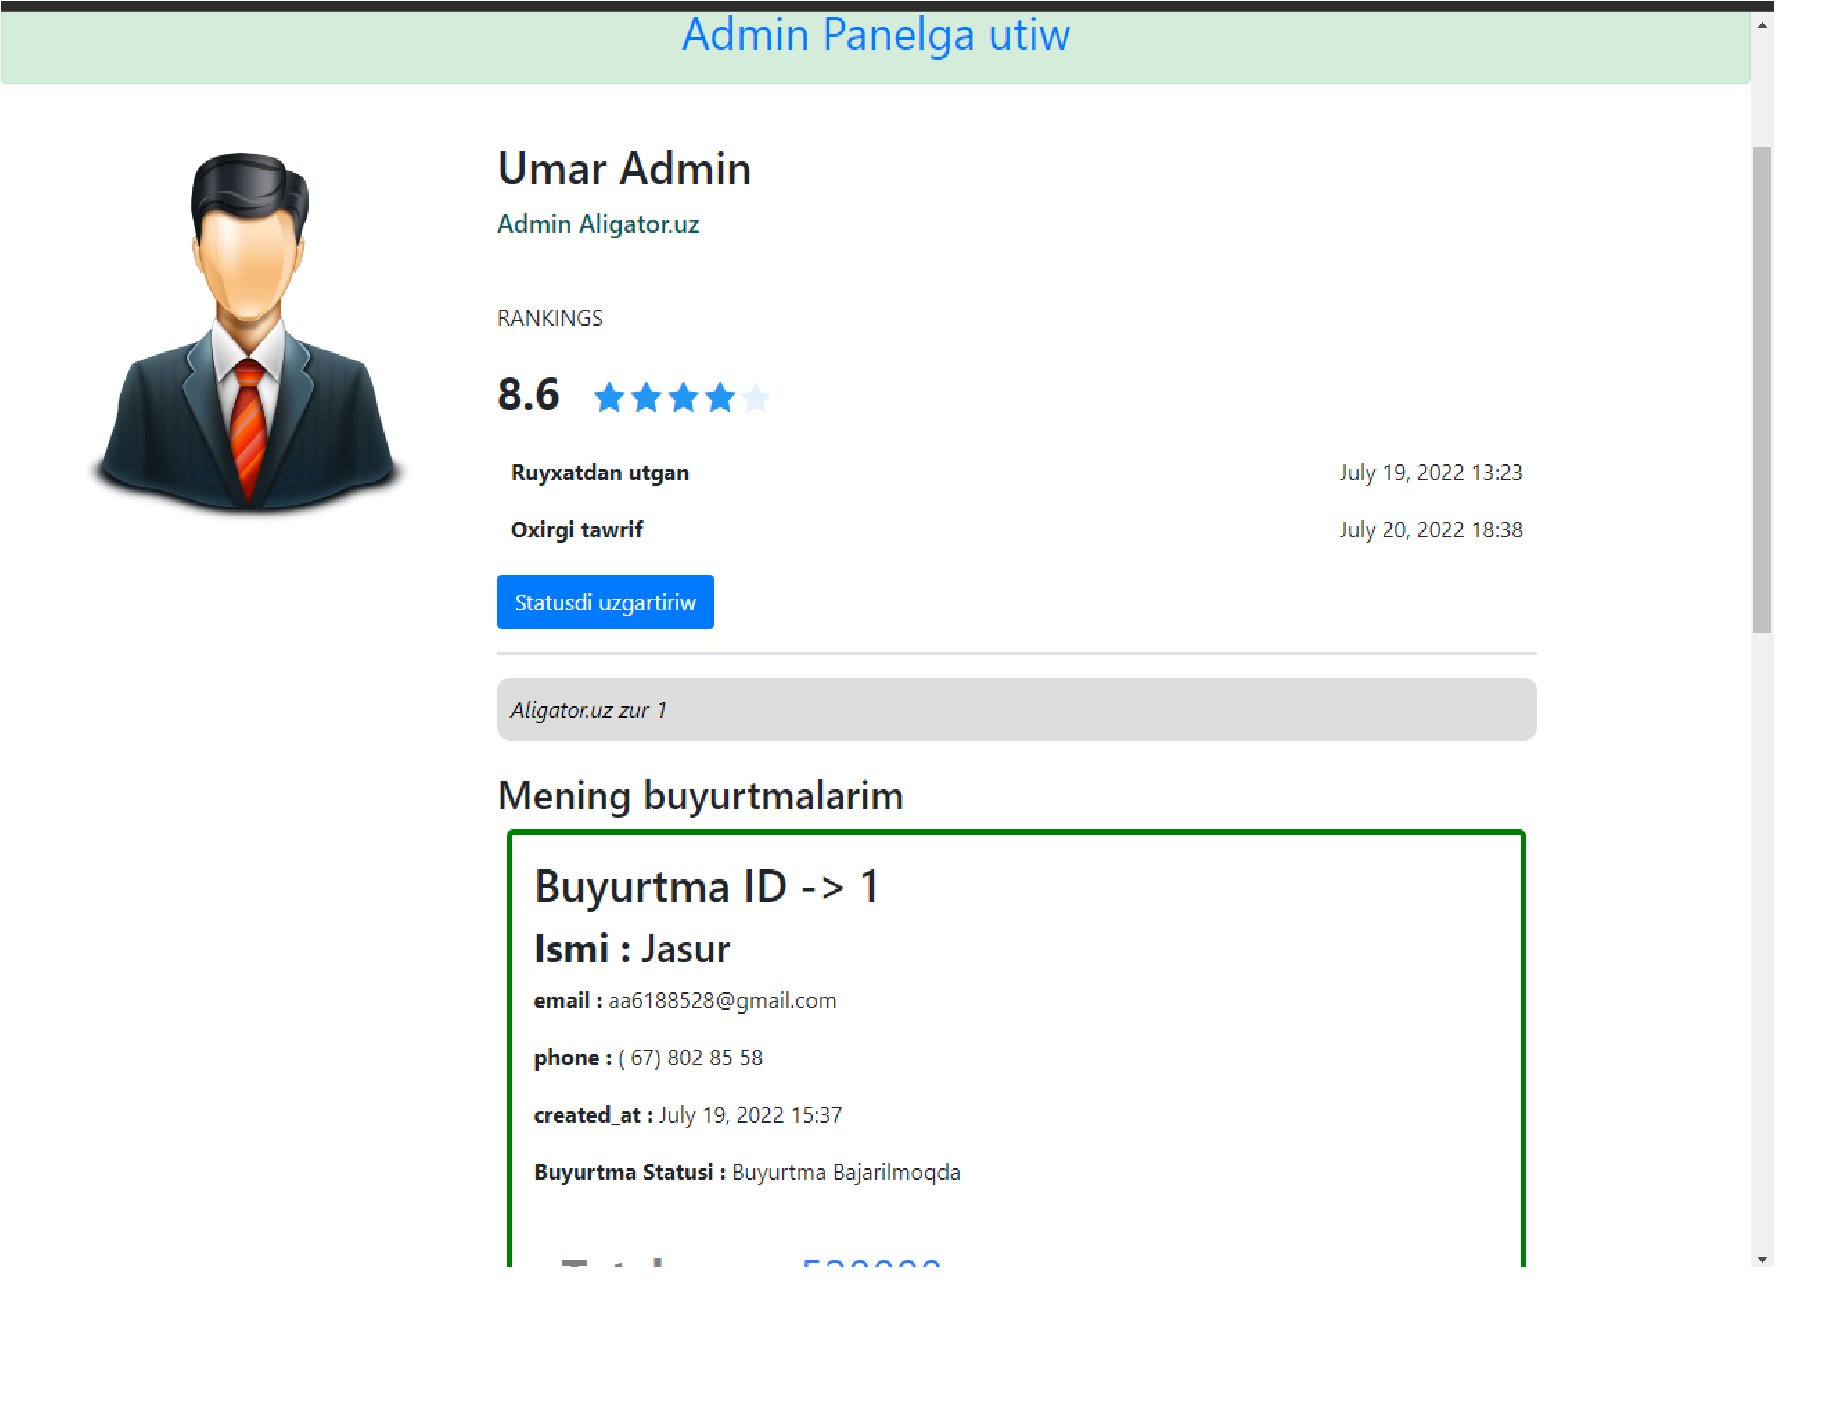 Admin Panelga utiw
Umar Admin
Admin Aligator.uz
RANKINGS
8.6
Ruyxatdan utgan July 19, 2022 13:23
Oxirgi tawrif July 20, 2022 18:38
Statusdi uzgartiriw
Aligator.uz zur 1
Mening buyurtmalarim
Buyurtma ID -> 1
Ismi : Jasur
email : aa6188528@gmail.com
phone : ( 67) 802 85 58
created_at : July 19, 2022 15:37
Buyurtma Statusi : Buyurtma Bajarilmoqda